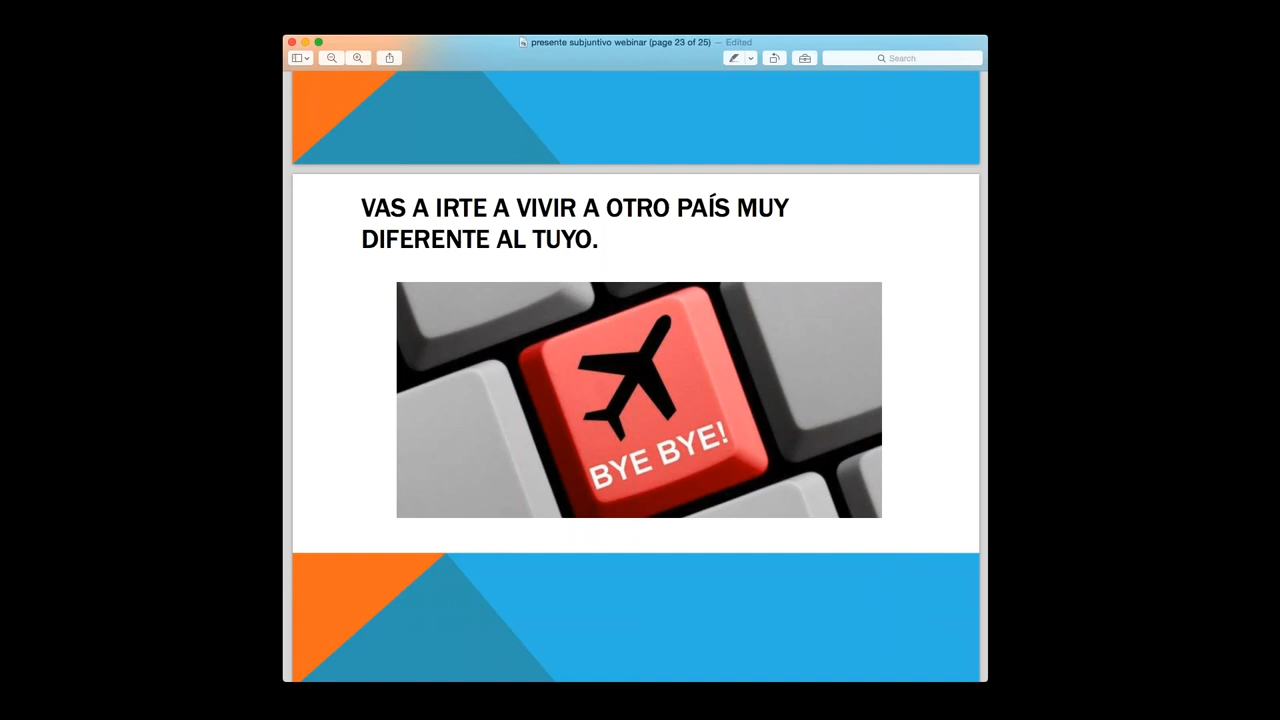 presente subjuntivo webinar (page 23 of 25) — Edited
Search
VAS A IRTE A VIVIR A OTRO PAÍS MUY
DIFERENTE AL TUYO.
BYE BYE!